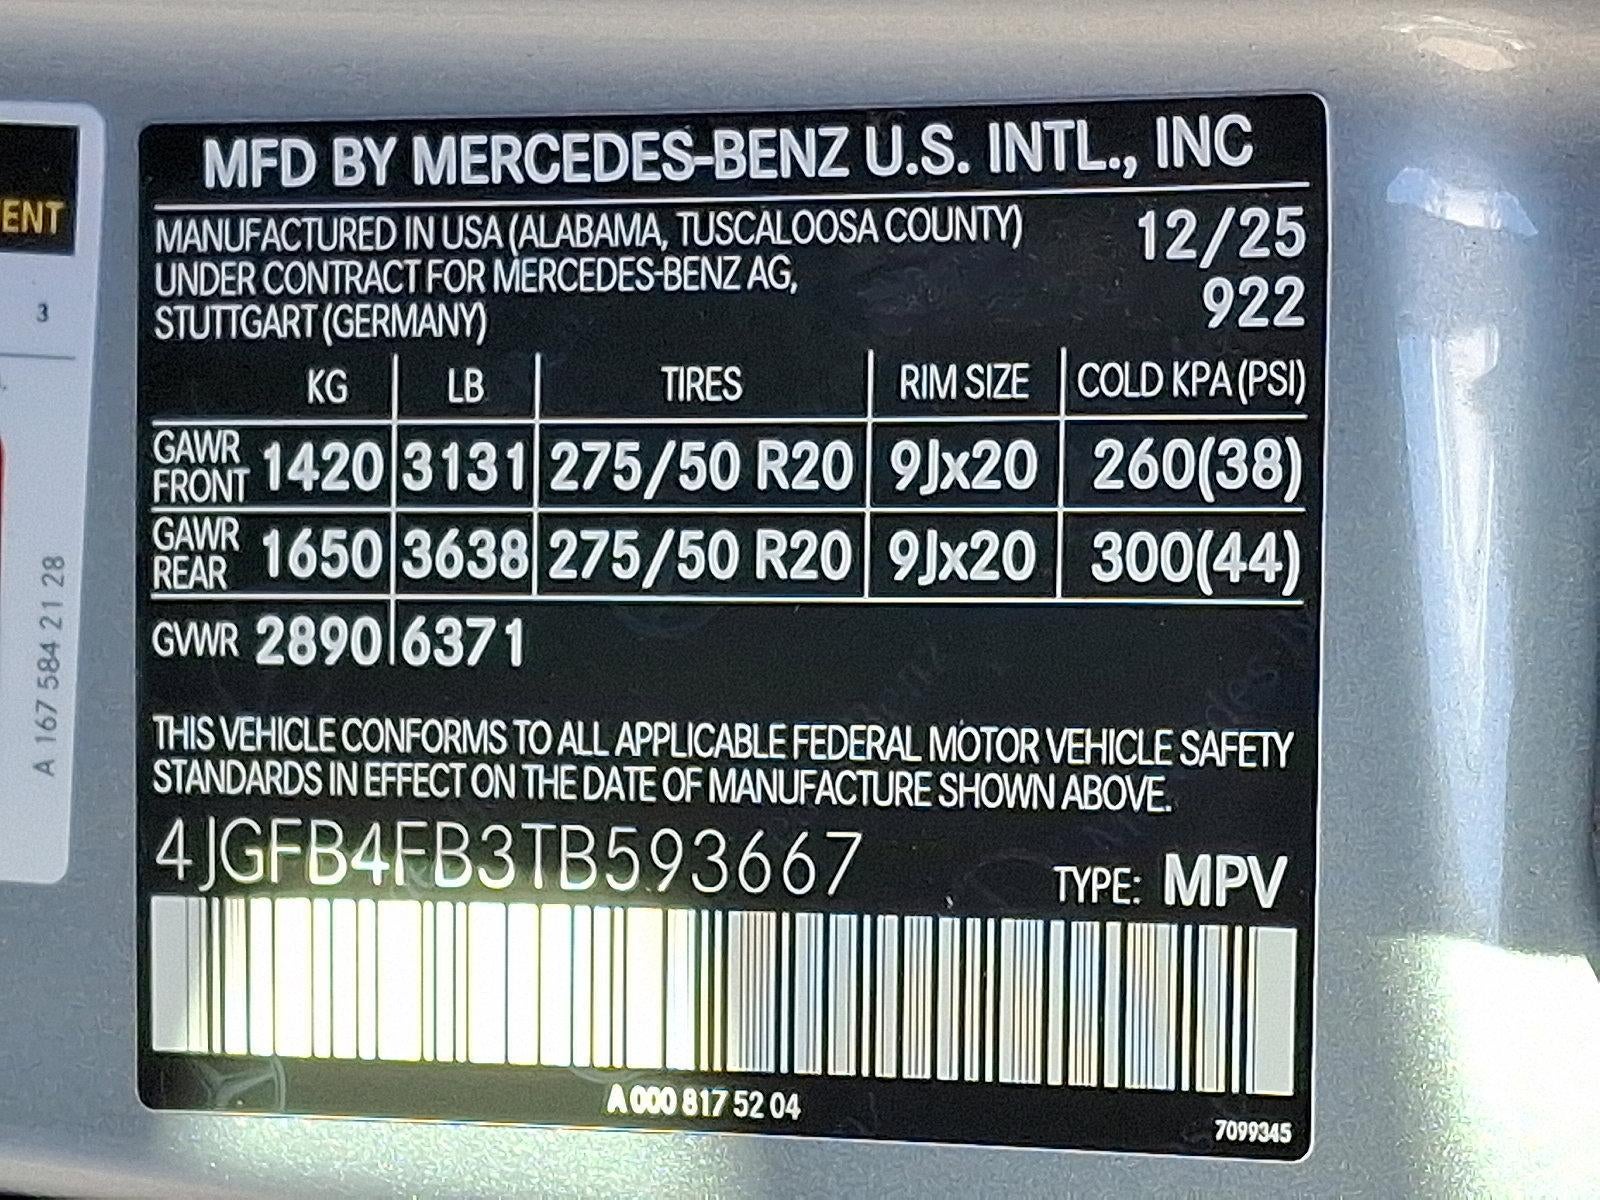 ENT
3
A 167 584 21 28
MFD BY MERCEDES-BENZ U.S. INTL., INC
MANUFACTURED IN USA (ALABAMA, TUSCALOOSA COUNTY) 12/25
UNDER CONTRACT FOR MERCEDES-BENZ AG,
STUTTGART (GERMANY) 922
KG LB TIRES RIM SIZE COLD KPA (PSI)
GAWR FRONT 1420 3131 275/50 R20 9Jx20 260(38)
GAWR REAR 1650 3638 275/50 R20 9Jx20 300(44)
GVWR 2890 6371
THIS VEHICLE CONFORMS TO ALL APPLICABLE FEDERAL MOTOR VEHICLE SAFETY
STANDARDS IN EFFECT ON THE DATE OF MANUFACTURE SHOWN ABOVE.
4JGFB4FB3TB593667
TYPE: MPV
A 000 817 52 04
7099345